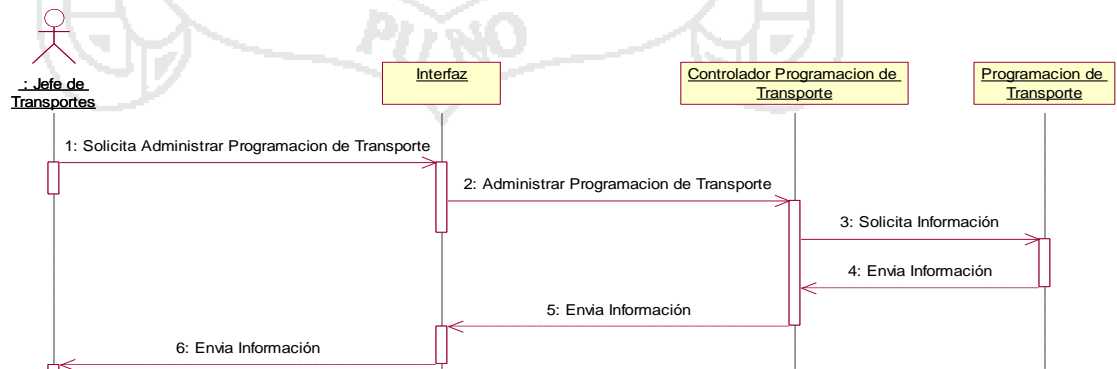 PUNO
: Jefe de
Transportes
Interfaz
Controlador Programacion de
Transporte
Programacion de
Transporte
1: Solicita Administrar Programacion de Transporte
2: Administrar Programacion de Transporte
3: Solicita Información
4: Envia Información
5: Envia Información
6: Envia Información